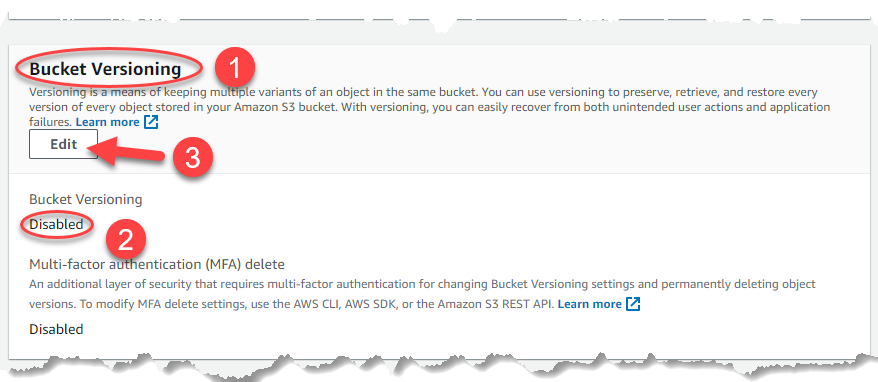 Bucket Versioning
1
Versioning is a means of keeping multiple variants of an object in the same bucket. You can use versioning to preserve, retrieve, and restore every
version of every object stored in your Amazon S3 bucket. With versioning, you can easily recover from both unintended user actions and application
failures. Learn more
Edit
3
Bucket Versioning
Disabled
2
Multi-factor authentication (MFA) delete
An additional layer of security that requires multi-factor authentication for changing Bucket Versioning settings and permanently deleting object
versions. To modify MFA delete settings, use the AWS CLI, AWS SDK, or the Amazon S3 REST API. Learn more
Disabled